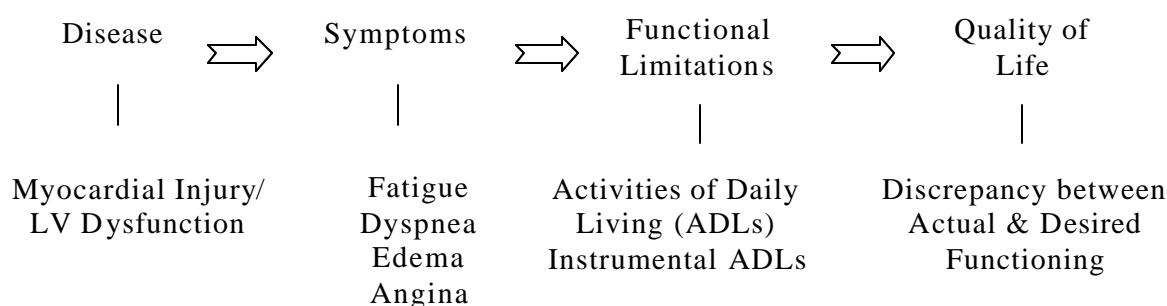 Disease
Symptoms
Functional
Limitations
Quality of
Life
Myocardial Injury/
LV Dysfunction
Fatigue
Dyspnea
Edema
Angina
Activities of Daily
Living (ADLs)
Instrumental ADLs
Discrepancy between
Actual & Desired
Functioning